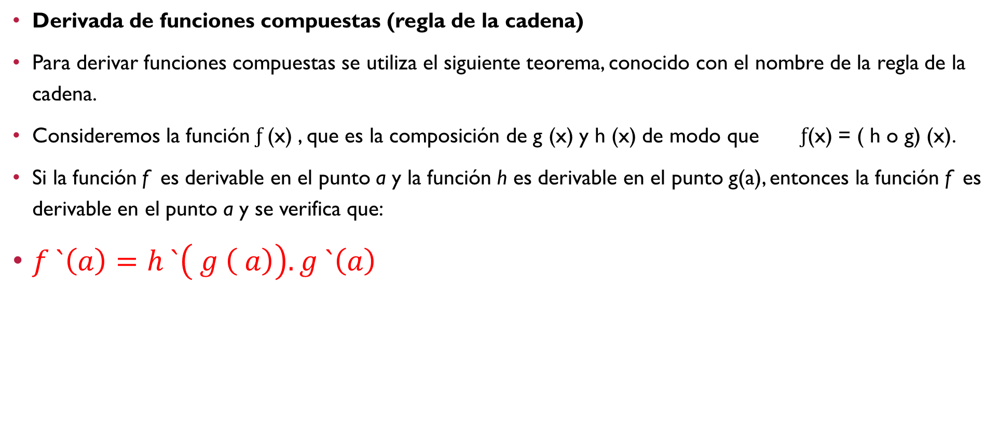 • Derivada de funciones compuestas (regla de la cadena)
• Para derivar funciones compuestas se utiliza el siguiente teorema, conocido con el nombre de la regla de la
cadena.
• Consideremos la función ƒ (x) , que es la composición de g (x) y h (x) de modo que ƒ(x) = ( h o g) (x).
• Si la función f es derivable en el punto a y la función h es derivable en el punto g(a), entonces la función f es
derivable en el punto a y se verifica que:
• f `(a) = h `( g ( a)). g `(a)